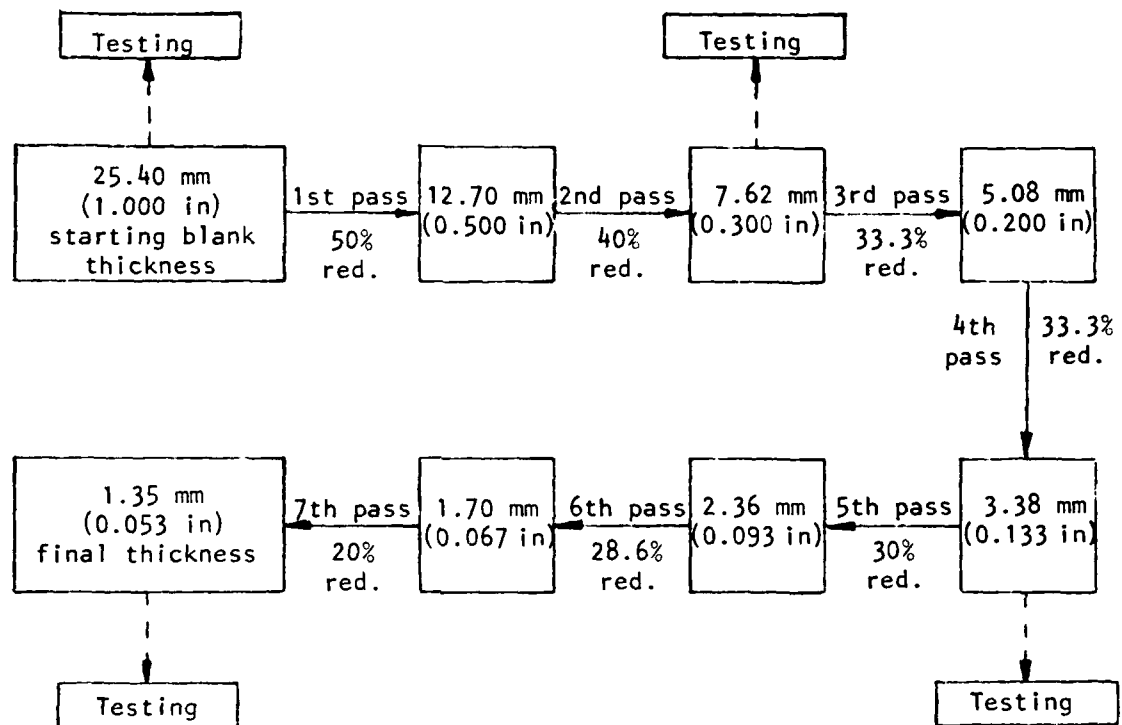 Testing
Testing
25.40 mm
(1.000 in)
starting blank
thickness
1st pass
50%
red.
12.70 mm
(0.500 in)
2nd pass
40%
red.
7.62 mm
(0.300 in)
3rd pass
33.3%
red.
5.08 mm
(0.200 in)
4th
pass
33.3%
red.
3.38 mm
(0.133 in)
5th pass
30%
red.
2.36 mm
(0.093 in)
6th pass
28.6%
red.
1.70 mm
(0.067 in)
7th pass
20%
red.
1.35 mm
(0.053 in)
final thickness
Testing
Testing